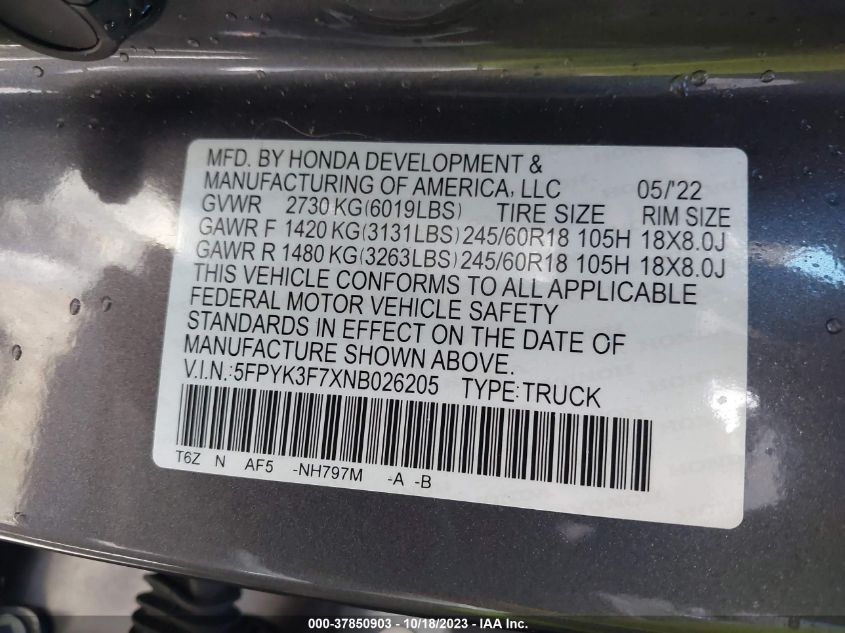 MFD. BY HONDA DEVELOPMENT &
MANUFACTURING OF AMERICA, LLC 05/'22
GVWR 2730 KG(6019LBS) TIRE SIZE RIM SIZE
GAWR F 1420 KG(3131LBS) 245/60R18 105H 18X8.0J
GAWR R 1480 KG(3263LBS) 245/60R18 105H 18X8.0J
THIS VEHICLE CONFORMS TO ALL APPLICABLE
FEDERAL MOTOR VEHICLE SAFETY
STANDARDS IN EFFECT ON THE DATE OF
MANUFACTURE SHOWN ABOVE.
V.I.N.:5FPYK3F7XNB026205 TYPE:TRUCK
T6Z N AF5 -NH797M -A -B
000-37850903 - 10/18/2023 - IAA, Inc.